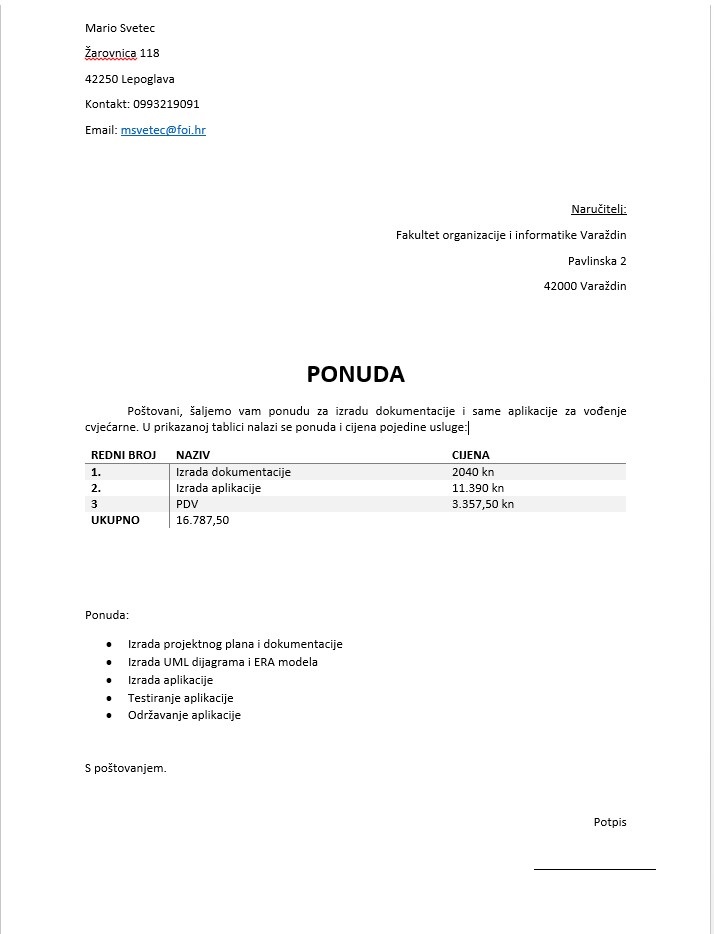 Mario Svetec
Žarovnica 118
42250 Lepoglava
Kontakt: 0993219091
Email: msvetec@foi.hr
Naručitelj:
Fakultet organizacije i informatike Varaždin
Pavlinska 2
42000 Varaždin
PONUDA
Poštovani, šaljemo vam ponudu za izradu dokumentacije i same aplikacije za vođenje
cvjećarne. U prikazanoj tablici nalazi se ponuda i cijena pojedine usluge:
REDNI BROJ NAZIV CIJENA
1. Izrada dokumentacije 2040 kn
2. Izrada aplikacije 11.390 kn
3 PDV 3.357,50 kn
UKUPNO 16.787,50
Ponuda:
• Izrada projektnog plana i dokumentacije
• Izrada UML dijagrama i ERA modela
• Izrada aplikacije
• Testiranje aplikacije
• Održavanje aplikacije
S poštovanjem.
Potpis